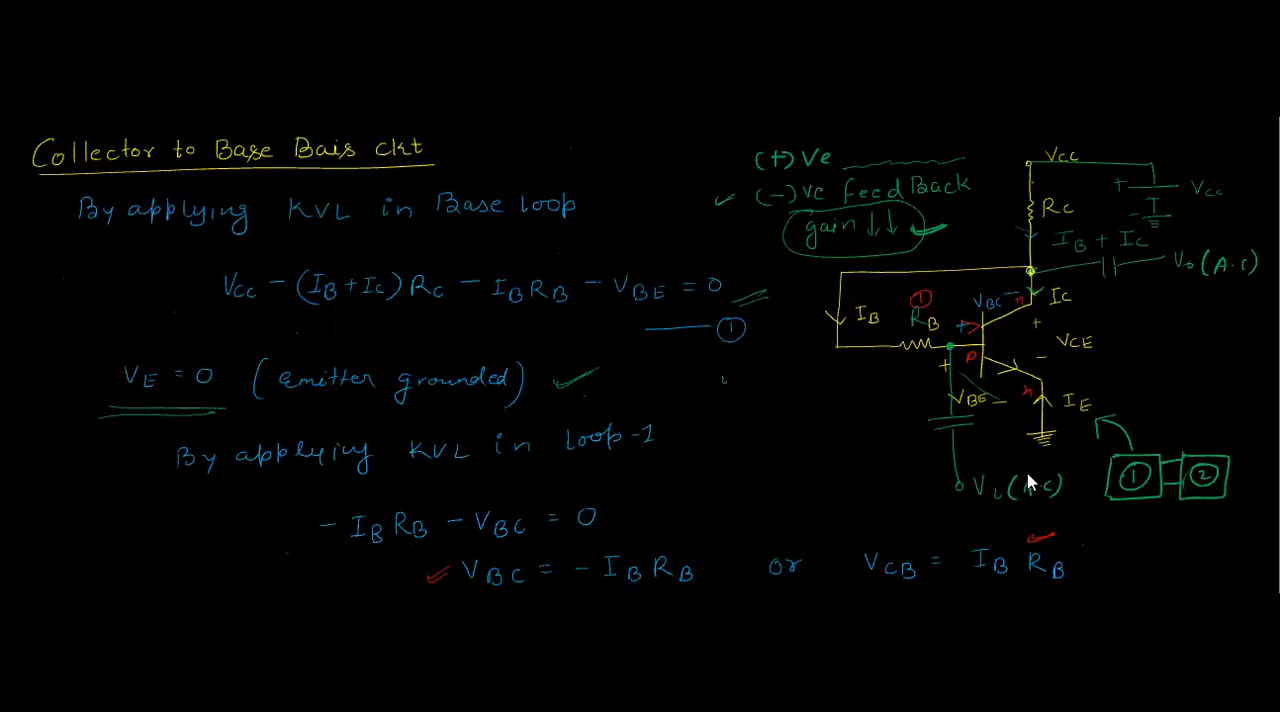 Collector to Base Bais ckt
By applying KVL in Base loop
VCC - (IB + IC) RC - IB RB - VBE = 0
①
VE = 0 (emitter grounded)
By applying KVL in loop-1
- IB RB - VBC = 0
VBC = - IB RB or VCB = IB RB
(+) Ve
(-) ve feedBack
gain ↓↓
VCC
+ VCC
-
RC
IB + IC
Vo (A.C)
①
IB
RB
VBC -
n
IC
+
+
p
VCE
-
+
VBE -
n
IE
Vi (A.C)
① ②